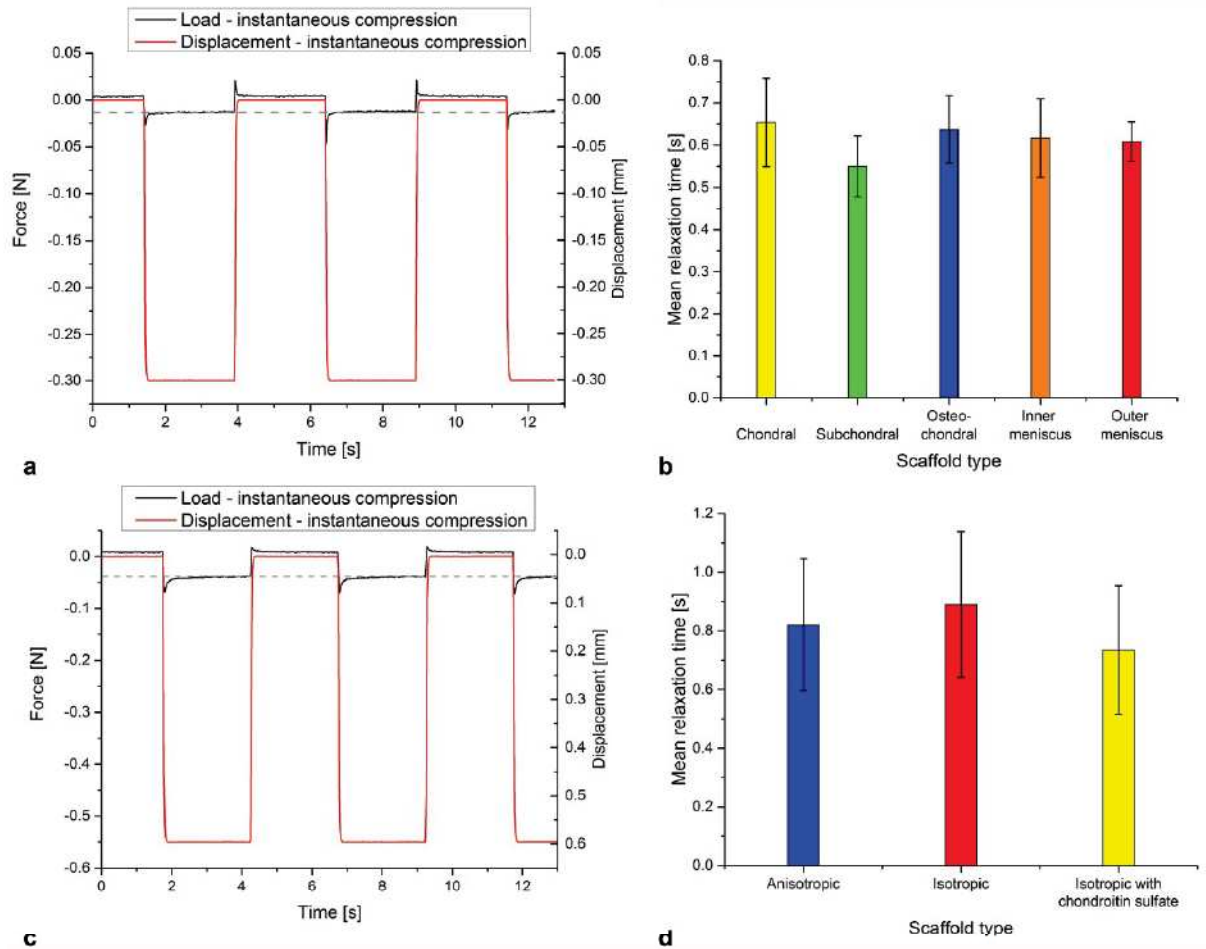 Load - instantaneous compression
Displacement - instantaneous compression
0.05
0.00
-0.05
-0.10
-0.15
-0.20
-0.25
-0.30
Force [N]
0.05
0.00
-0.05
-0.10
-0.15
-0.20
-0.25
-0.30
Displacement [mm]
0 2 4 6 8 10 12
Time [s]
a
0.8
0.7
0.6
0.5
0.4
0.3
0.2
0.1
0.0
Mean relaxation time [s]
Chondral
Subchondral
Osteo-
chondral
Inner
meniscus
Outer
meniscus
Scaffold type
b
Load - instantaneous compression
Displacement - instantaneous compression
0.0
-0.1
-0.2
-0.3
-0.4
-0.5
-0.6
Force [N]
0.0
0.1
0.2
0.3
0.4
0.5
0.6
Displacement [mm]
0 2 4 6 8 10 12
Time [s]
c
1.2
1.0
0.8
0.6
0.4
0.2
0.0
Mean relaxation time [s]
Anisotropic
Isotropic
Isotropic with
chondroitin sulfate
Scaffold type
d